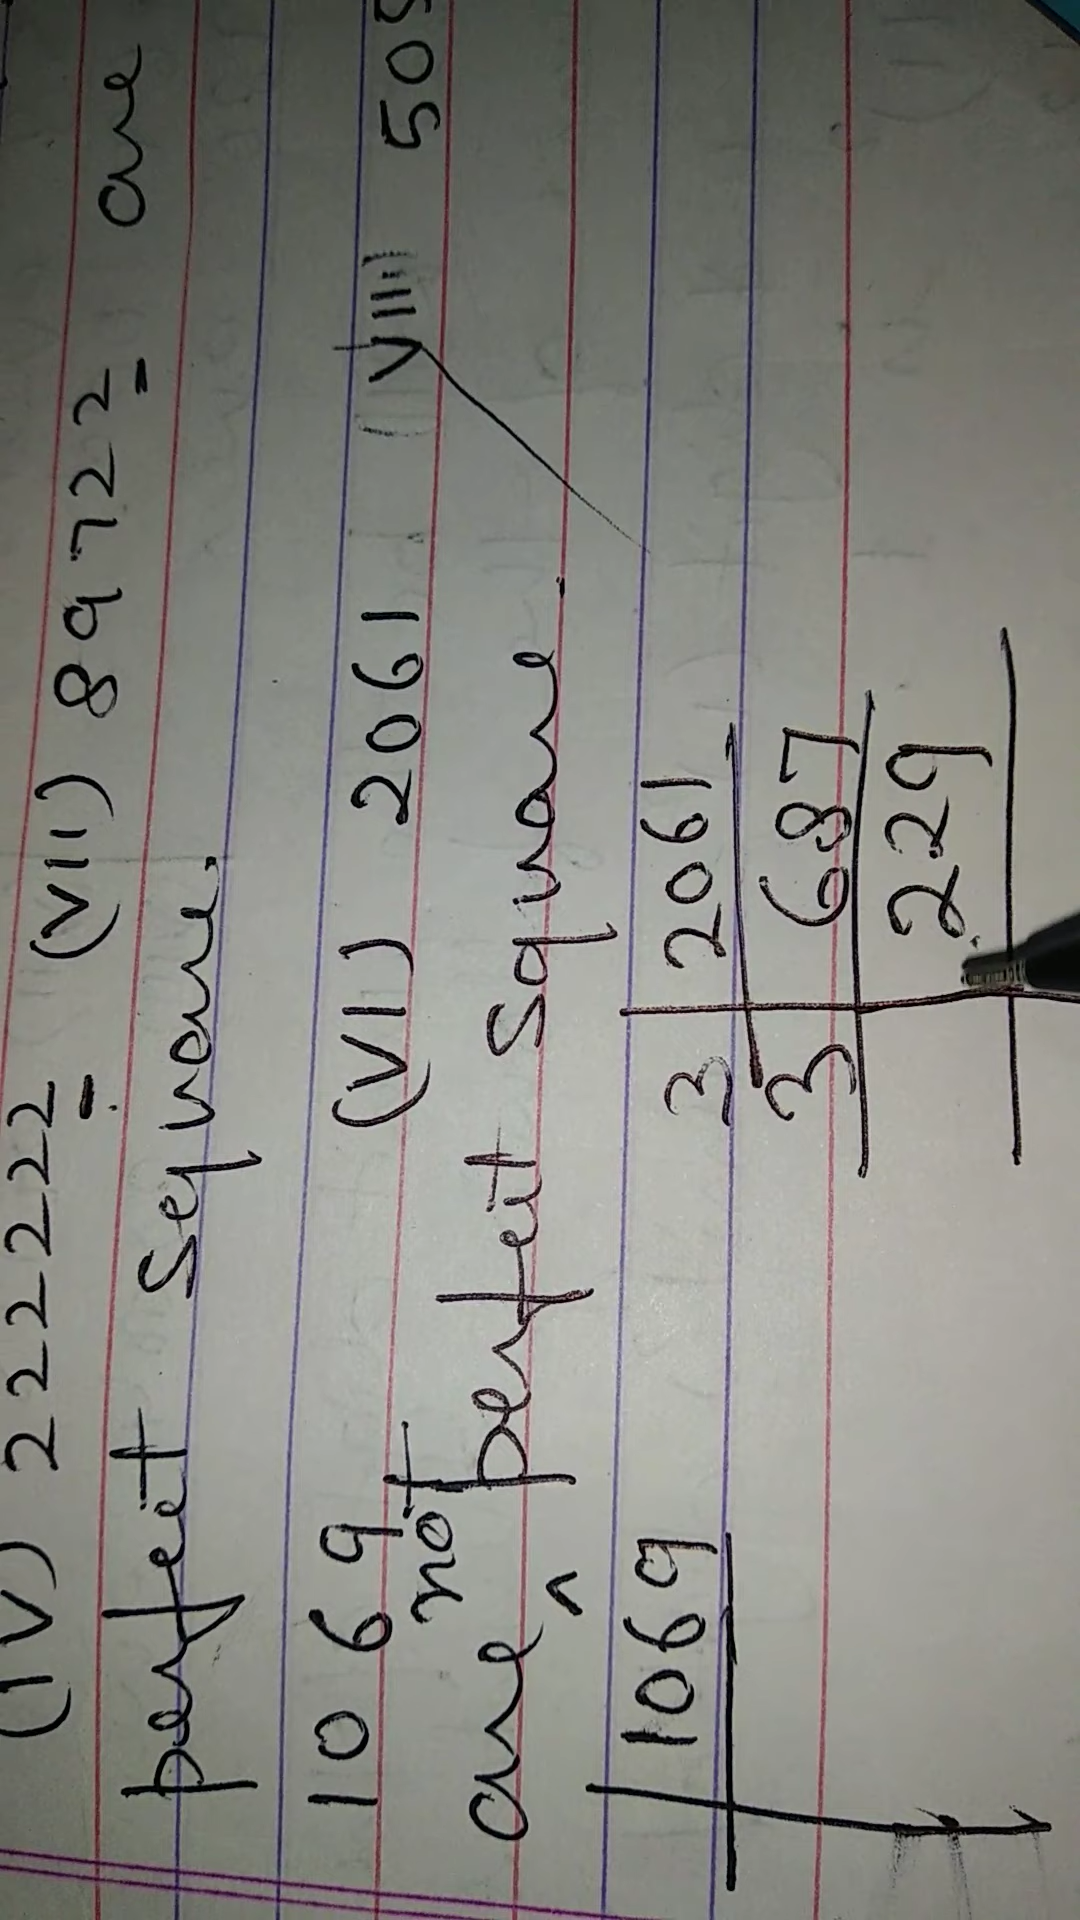 (IV) 222222 (VII) 89722 are
perfect Square.
1069 (VI) 2061 (VIII) 505
are not perfect Square.
1069 3 2061
3 687
229